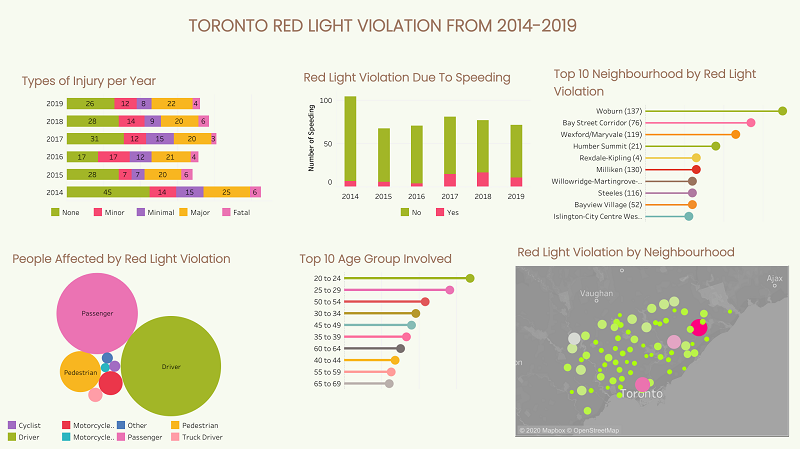 TORONTO RED LIGHT VIOLATION FROM 2014-2019
Types of Injury per Year
2019 26 12 8 22 4
2018 28 14 9 20 6
2017 31 12 15 20 3
2016 17 17 12 21 4
2015 28 7 7 20 6
2014 45 14 15 25 6
None Minor Minimal Major Fatal
Red Light Violation Due To Speeding
Number of Speeding
100
50
0
2014 2015 2016 2017 2018 2019
No Yes
Top 10 Neighbourhood by Red Light
Violation
Woburn (137)
Bay Street Corridor (76)
Wexford/Maryvale (119)
Humber Summit (21)
Rexdale-Kipling (4)
Milliken (130)
Willowridge-Martingrove-..
Steeles (116)
Bayview Village (52)
Islington-City Centre Wes..
People Affected by Red Light Violation
Passenger
Pedestrian
Driver
Cyclist Motorcycle.. Other Pedestrian
Driver Motorcycle.. Passenger Truck Driver
Top 10 Age Group Involved
20 to 24
25 to 29
50 to 54
30 to 34
45 to 49
35 to 39
60 to 64
40 to 44
55 to 59
65 to 69
Red Light Violation by Neighbourhood
Ajax
Vaughan
on
Toronto
© 2020 Mapbox © OpenStreetMap